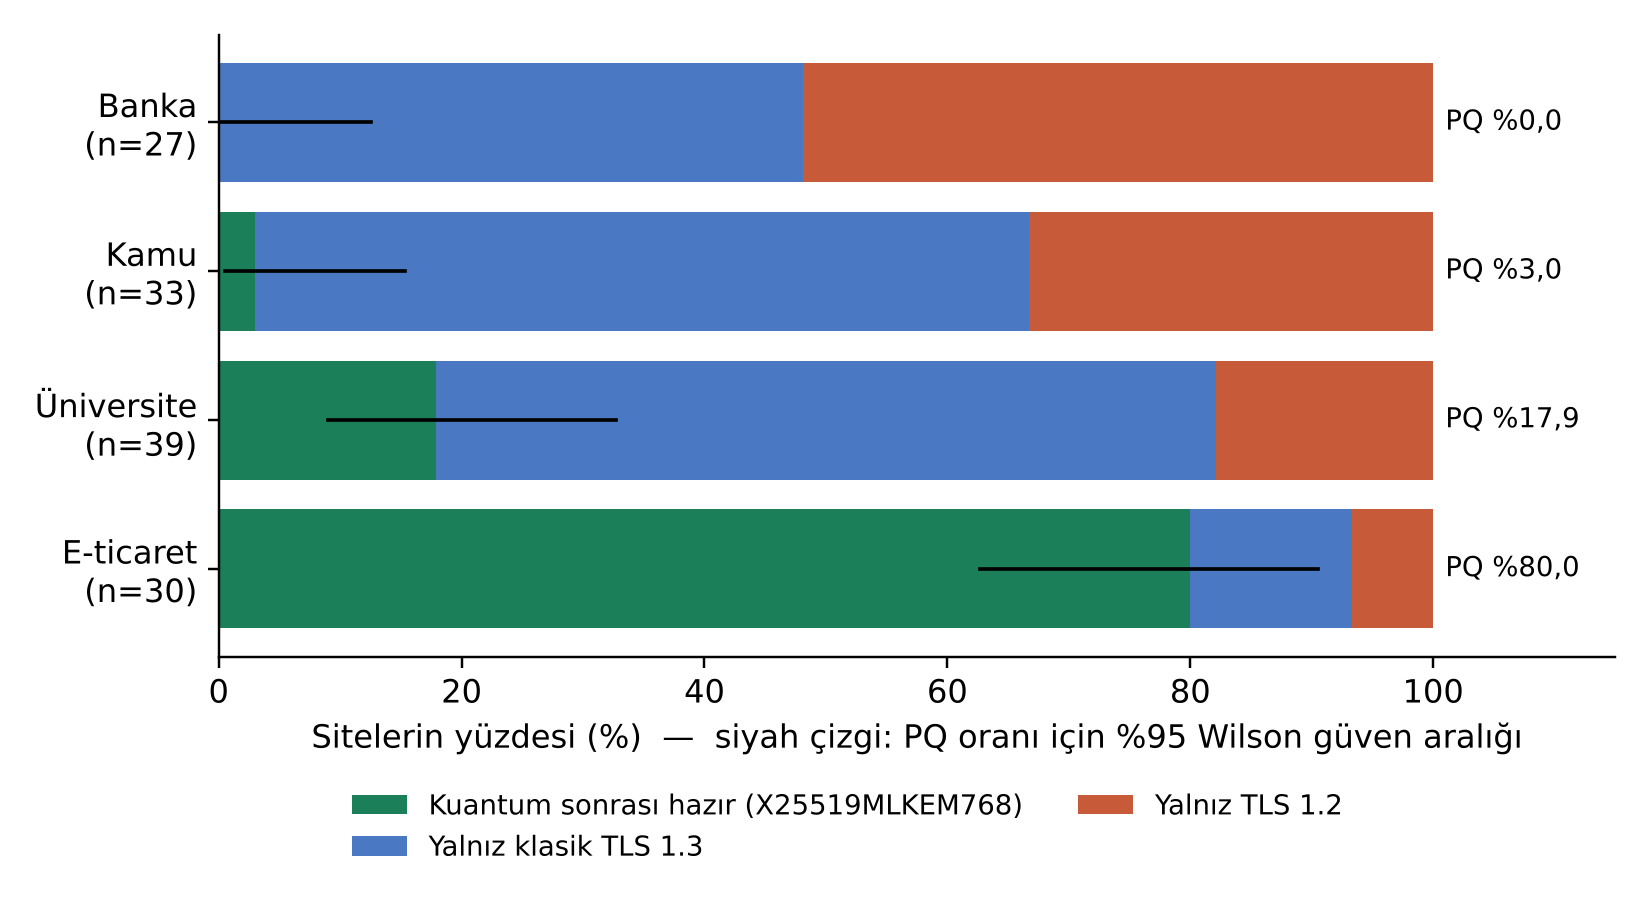 Banka
(n=27)
PQ %0,0
Kamu
(n=33)
PQ %3,0
Üniversite
(n=39)
PQ %17,9
E-ticaret
(n=30)
PQ %80,0
0 20 40 60 80 100
Sitelerin yüzdesi (%) — siyah çizgi: PQ oranı için %95 Wilson güven aralığı
Kuantum sonrası hazır (X25519MLKEM768)
Yalnız TLS 1.2
Yalnız klasik TLS 1.3